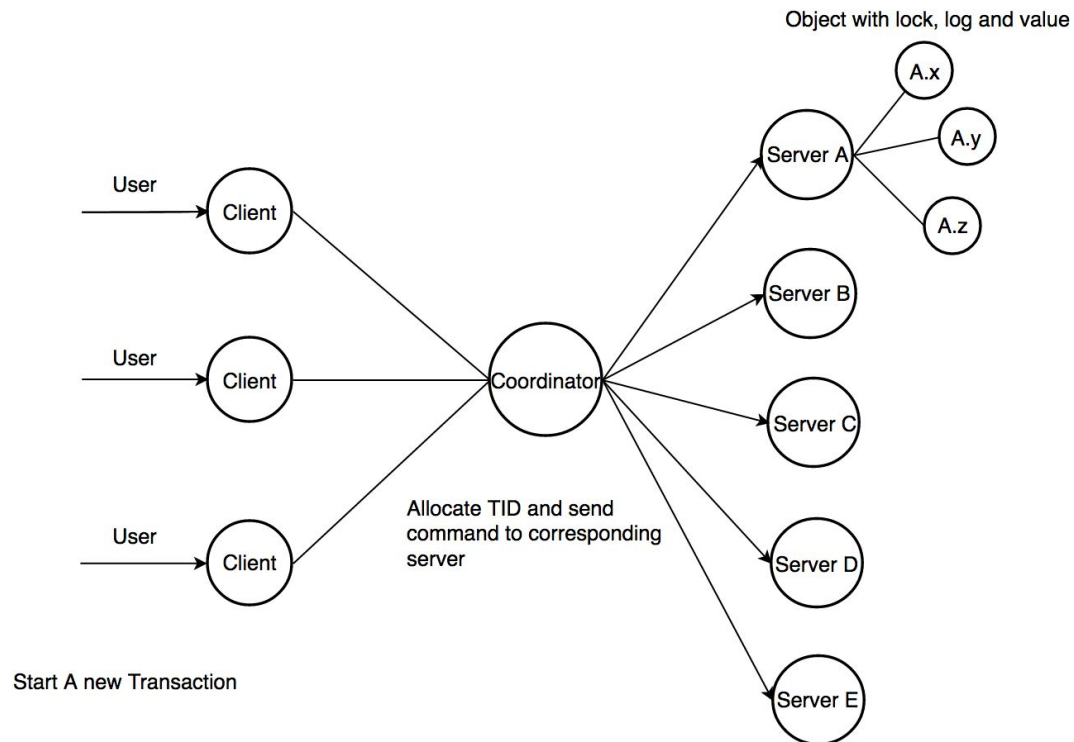 Object with lock, log and value
A.x
Server A
A.y
User
Client
A.z
Server B
User
Client
Coordinator
Server C
Allocate TID and send
command to corresponding
server
User
Client
Server D
Start A new Transaction
Server E